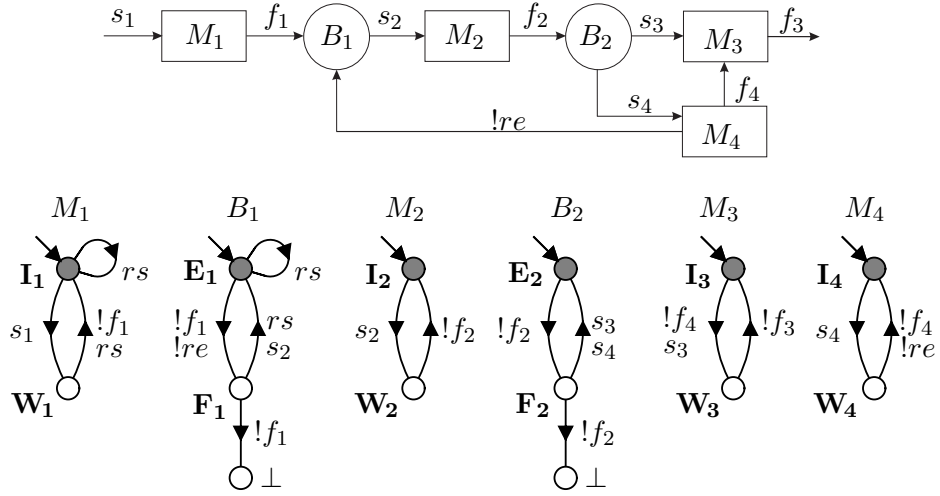 s1 f1 s2 f2 s3 f3
M1 B1 M2 B2 M3
s4 f4
!re M4
M1 B1 M2 B2 M3 M4
I1 rs E1 rs I2 E2 I3 I4
s1 !f1 rs !f1 !re rs s2 s2 !f2 !f2 s3 s4 !f4 s3 !f3 s4 !f4 !re
W1 F1 W2 F2 W3 W4
!f1 !f2
⊥ ⊥